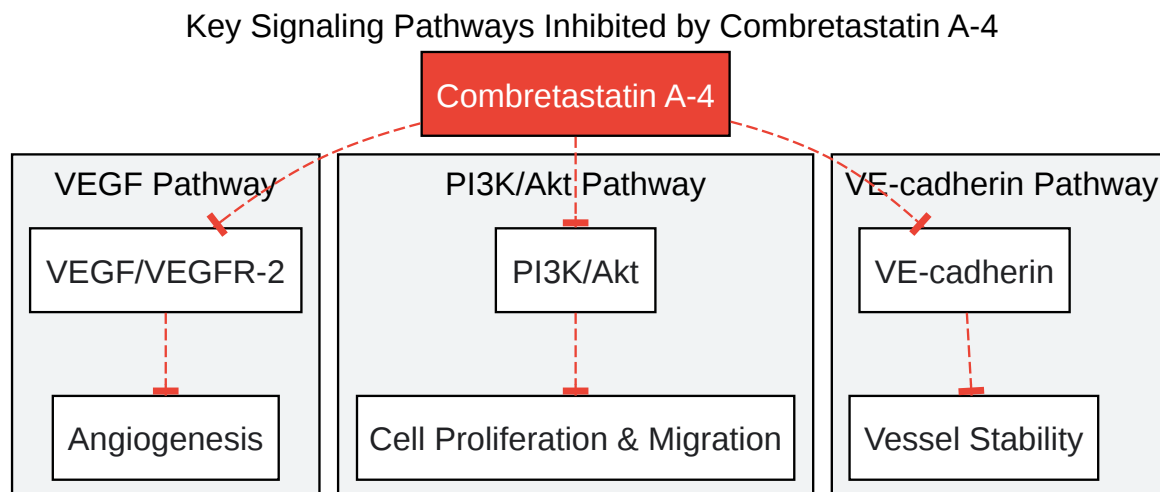 Key Signaling Pathways Inhibited by Combretastatin A-4
Combretastatin A-4
VEGF Pathway
PI3K/Akt Pathway
VE-cadherin Pathway
VEGF/VEGFR-2
PI3K/Akt
VE-cadherin
Angiogenesis
Cell Proliferation & Migration
Vessel Stability